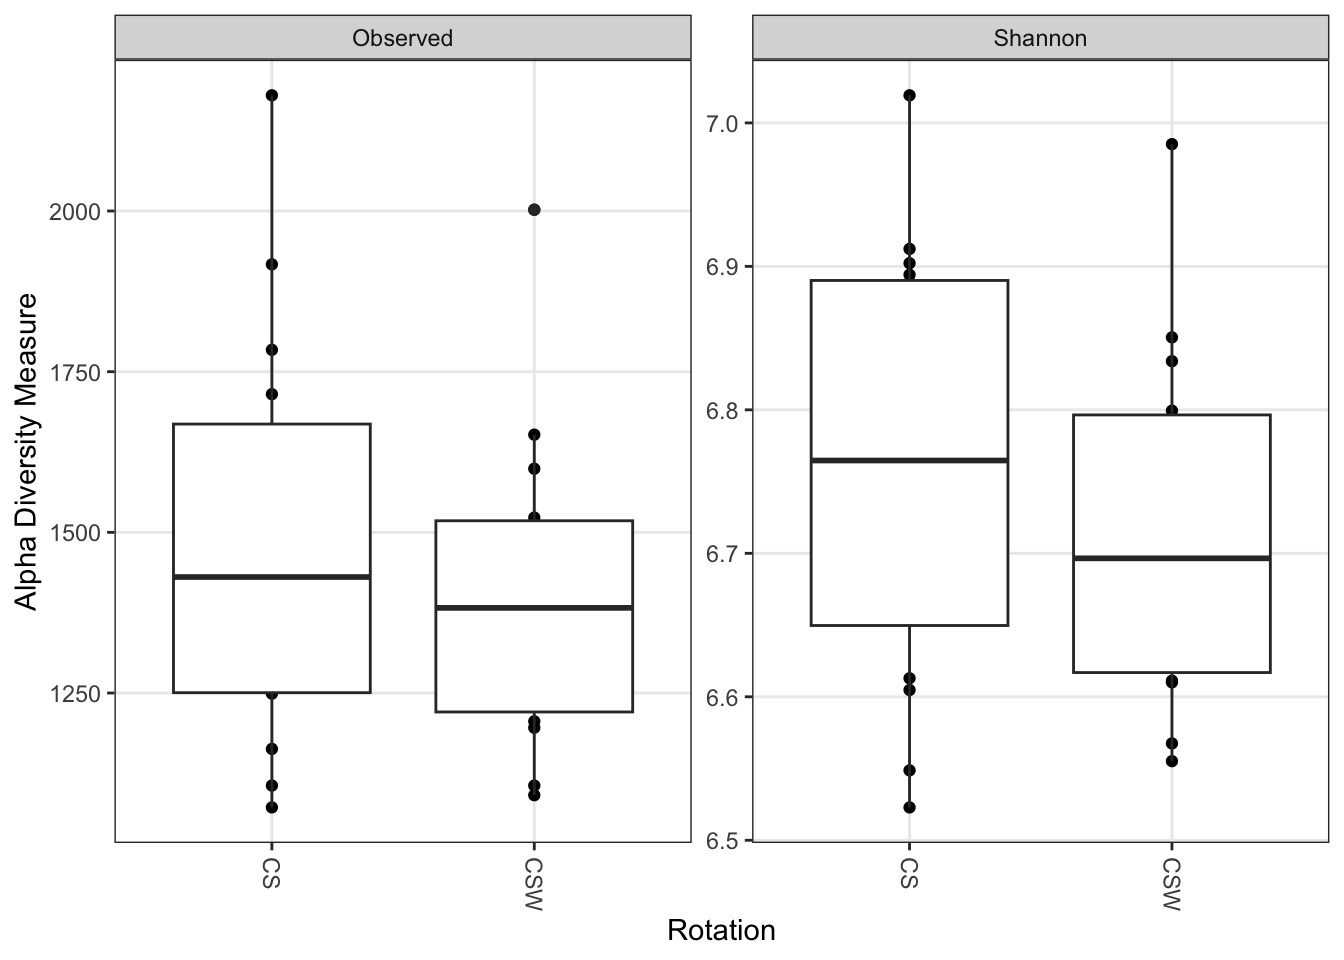 Observed
Shannon
Alpha Diversity Measure
2000
1750
1500
1250
7.0
6.9
6.8
6.7
6.6
6.5
CS
CSW
CS
CSW
Rotation